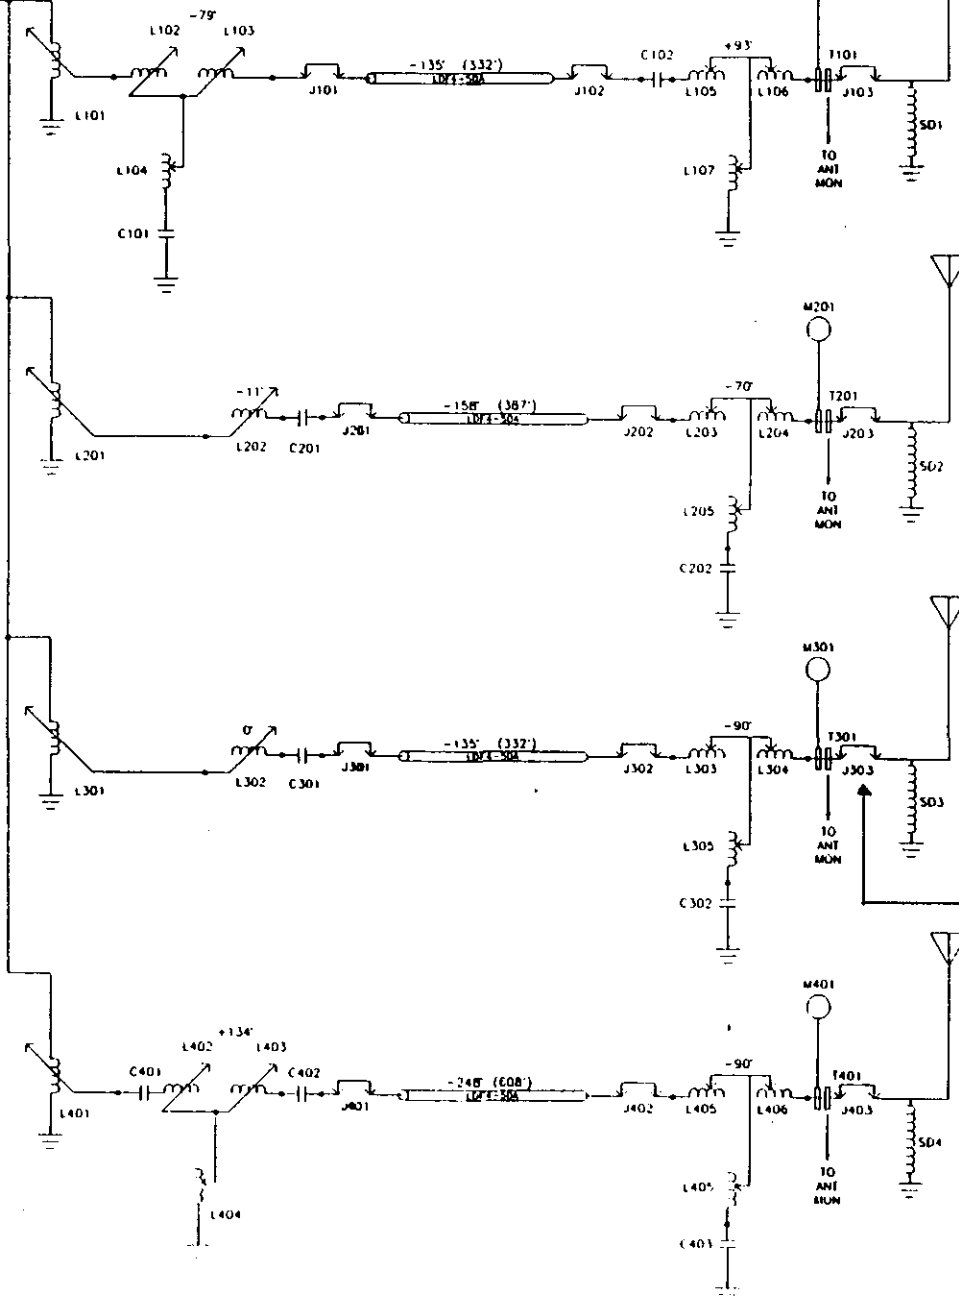 -79°
L102
L103
L101
L104
C101
J101
-135° (332')
LDF4-50A
J102
C102
+93°
L105
L106
L107
T101
J103
TO
ANT
MON
SD1
-11°
L201
L202
C201
J201
-158° (387')
LDF4-50A
J202
-70°
L203
L204
L205
C202
M201
T201
J203
TO
ANT
MON
SD2
0°
L301
L302
C301
J301
-135° (332')
LDF4-50A
J302
-90°
L303
L304
L305
C302
M301
T301
J303
TO
ANT
MON
SD3
+134°
L401
C401
L402
L403
C402
L404
J401
-248° (608')
LDF4-50A
J402
-90°
L405
L406
L405
C403
M401
T401
J403
TO
ANT
MON
SD4